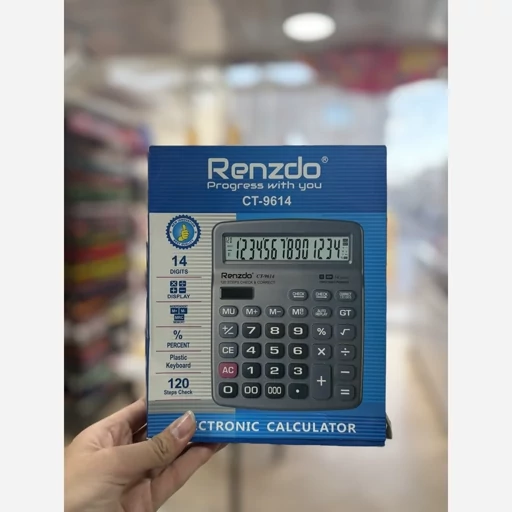 Renzdo®
Progress with you
CT-9614
14
DIGITS
DISPLAY
%
PERCENT
Plastic
Keyboard
120
Steps Check
12345678901234
Renzdo CT-9614
MU M+ M- GT
7 8 9 % √
CE 4 5 6 × ÷
AC 1 2 3 + -
0 00 000 • =
CTRONIC CALCULATOR